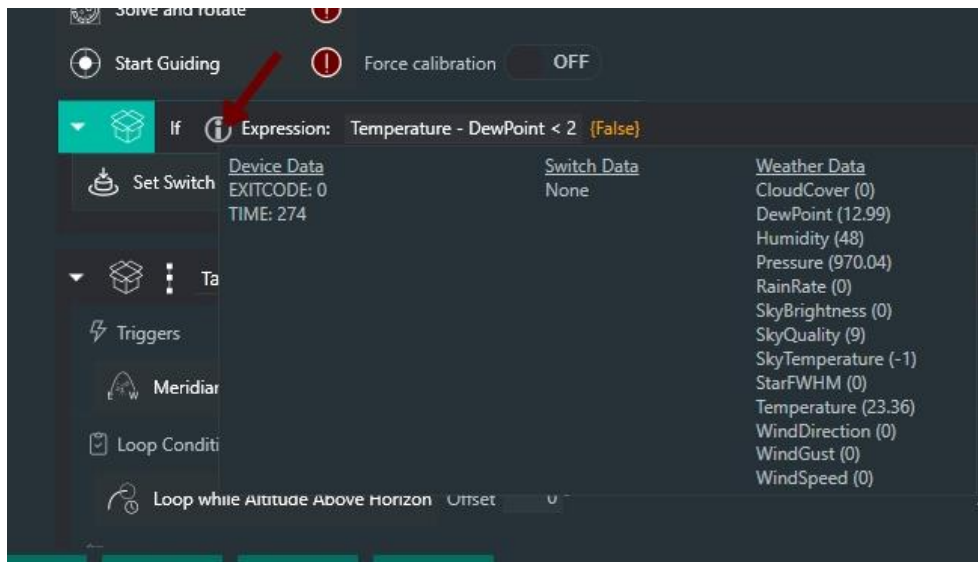 Solve and rotate
Start Guiding Force calibration OFF
If Expression: Temperature - DewPoint < 2 {False}
Set Switch
Device Data
EXITCODE: 0
TIME: 274
Switch Data
None
Weather Data
CloudCover (0)
DewPoint (12.99)
Humidity (48)
Pressure (970.04)
RainRate (0)
SkyBrightness (0)
SkyQuality (9)
SkyTemperature (-1)
StarFWHM (0)
Temperature (23.36)
WindDirection (0)
WindGust (0)
WindSpeed (0)
Ta
Triggers
E W Meridian
Loop Conditi
Loop while Altitude Above Horizon Offset 0 °